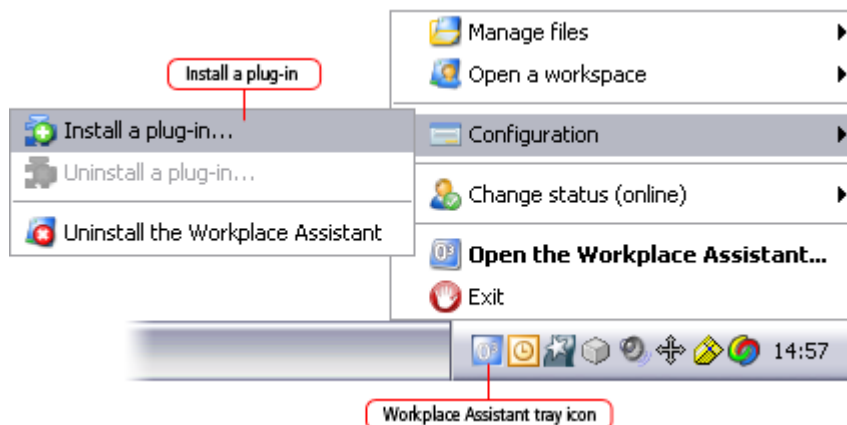 Manage files
Open a workspace
Install a plug-in
Install a plug-in...
Configuration
Uninstall a plug-in...
Change status (online)
Uninstall the Workplace Assistant
Open the Workplace Assistant...
Exit
14:57
Workplace Assistant tray icon